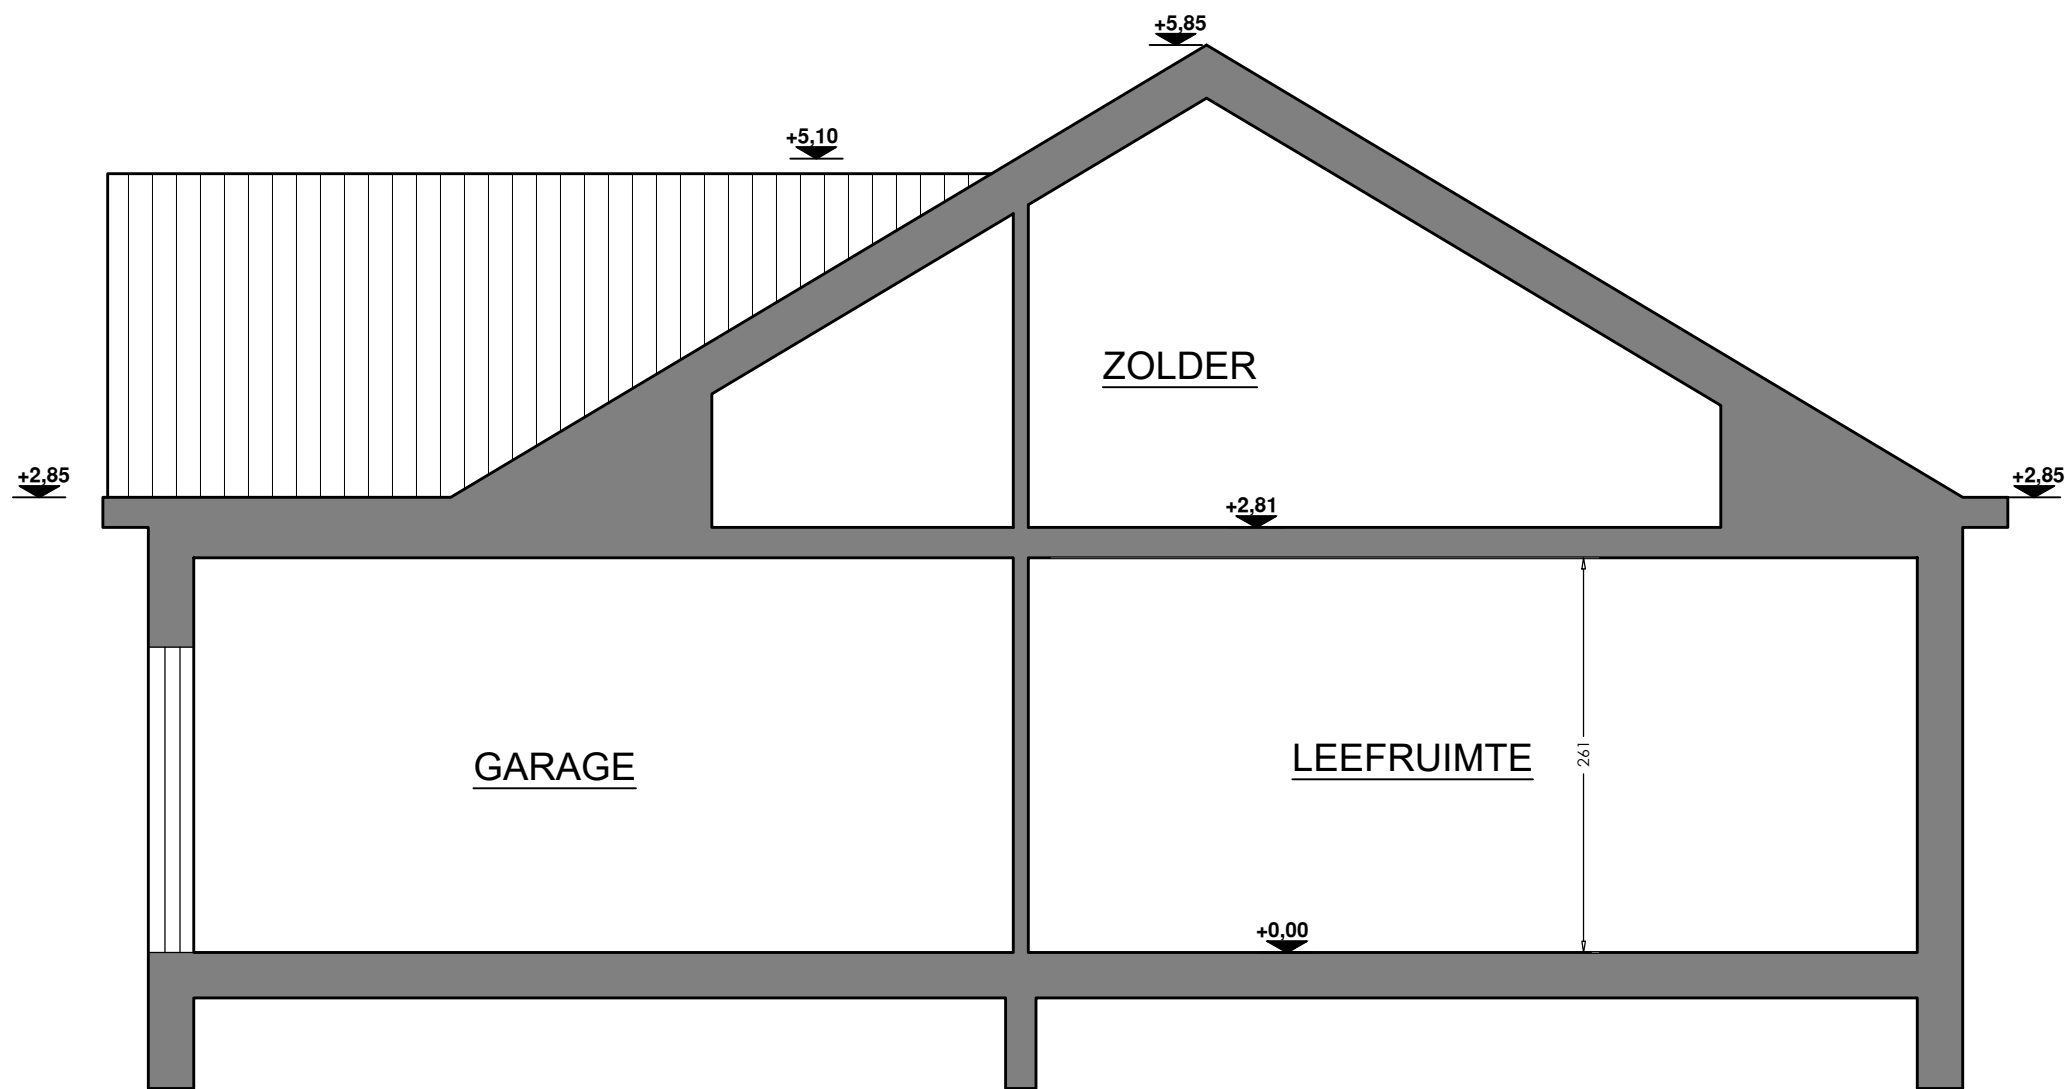 +5,85
+5,10
ZOLDER
+2,85
+2,85
+2,81
GARAGE
LEEFRUIMTE
261
+0,00